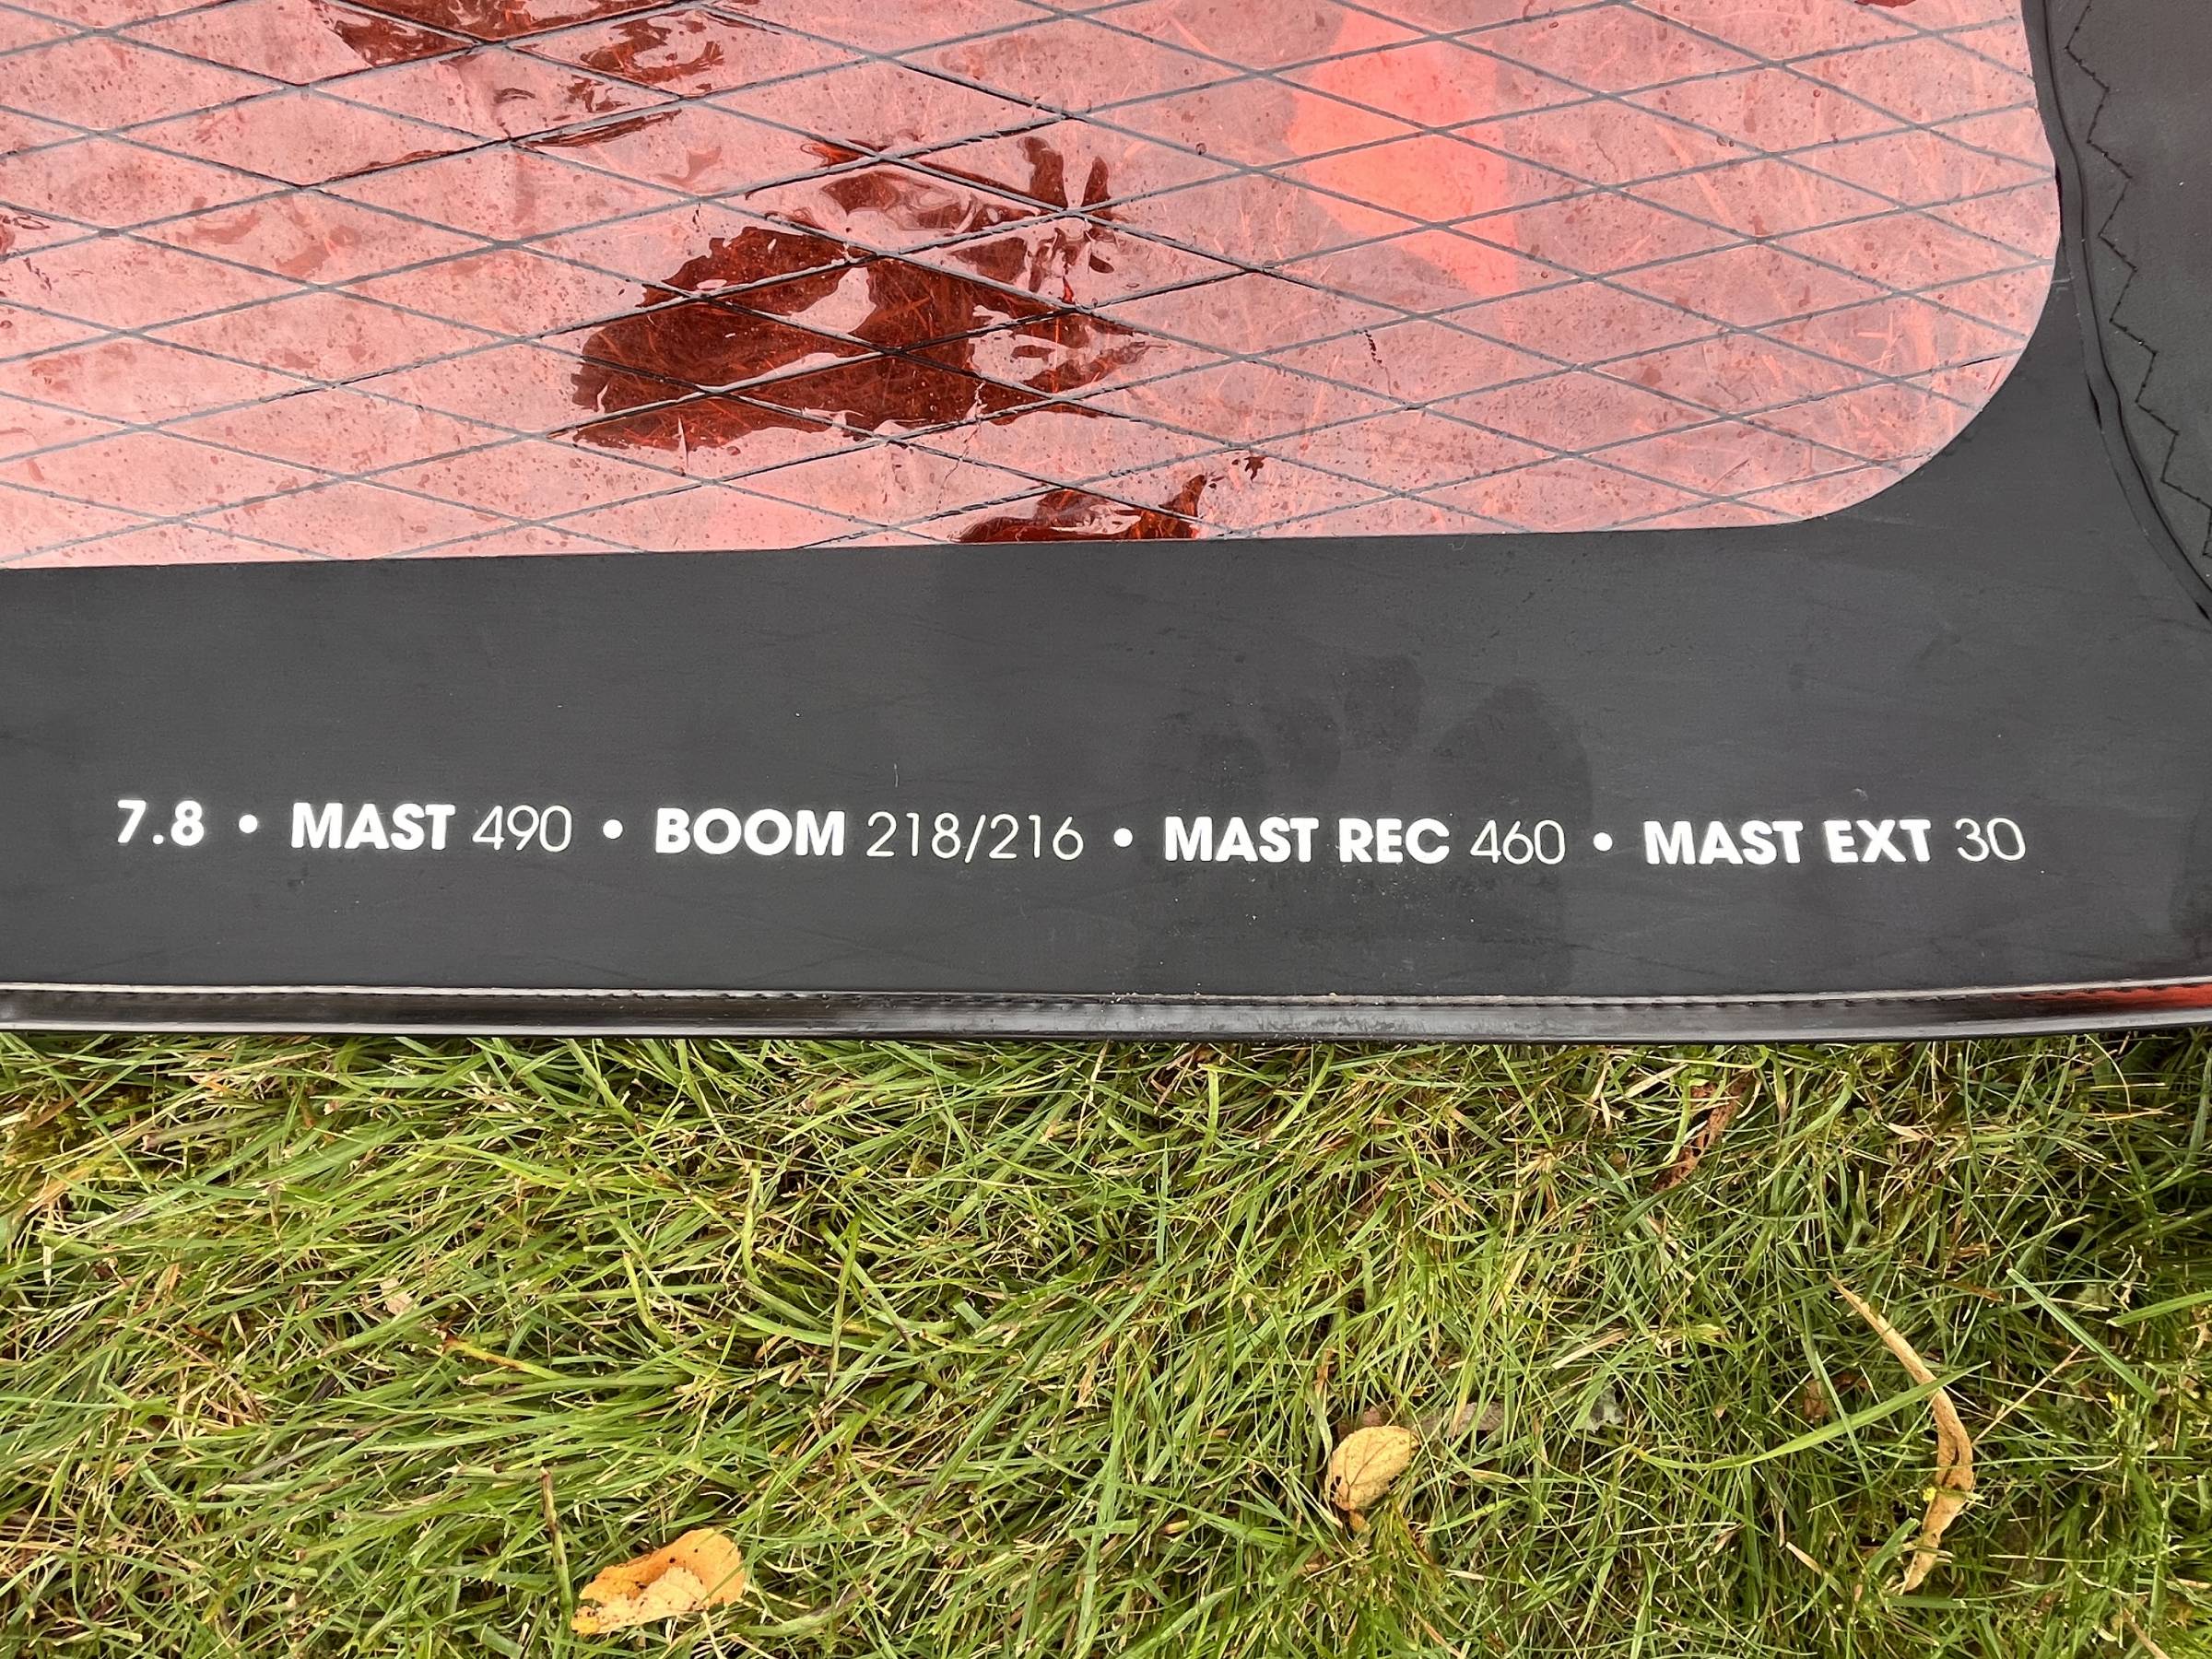 7.8 • MAST 490 • BOOM 218/216 • MAST REC 460 • MAST EXT 30